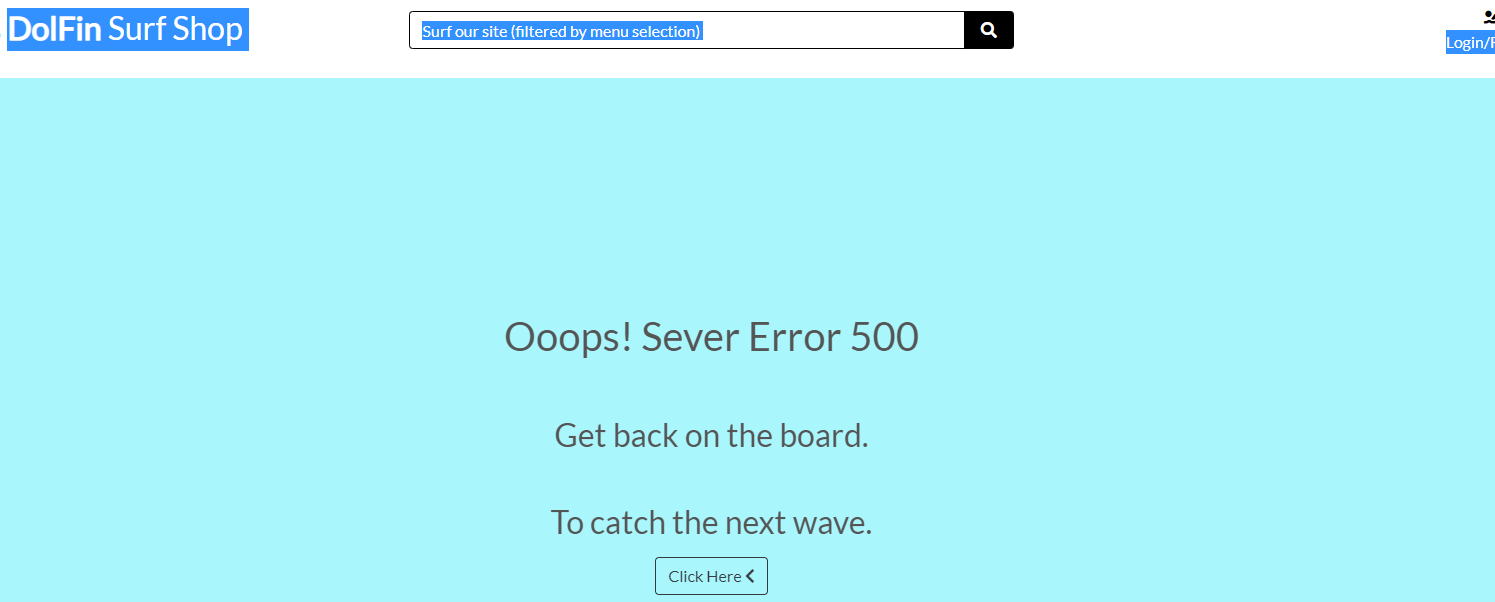 DolFin Surf Shop
Surf our site (filtered by menu selection)
Login/
Ooops! Sever Error 500
Get back on the board.
To catch the next wave.
Click Here